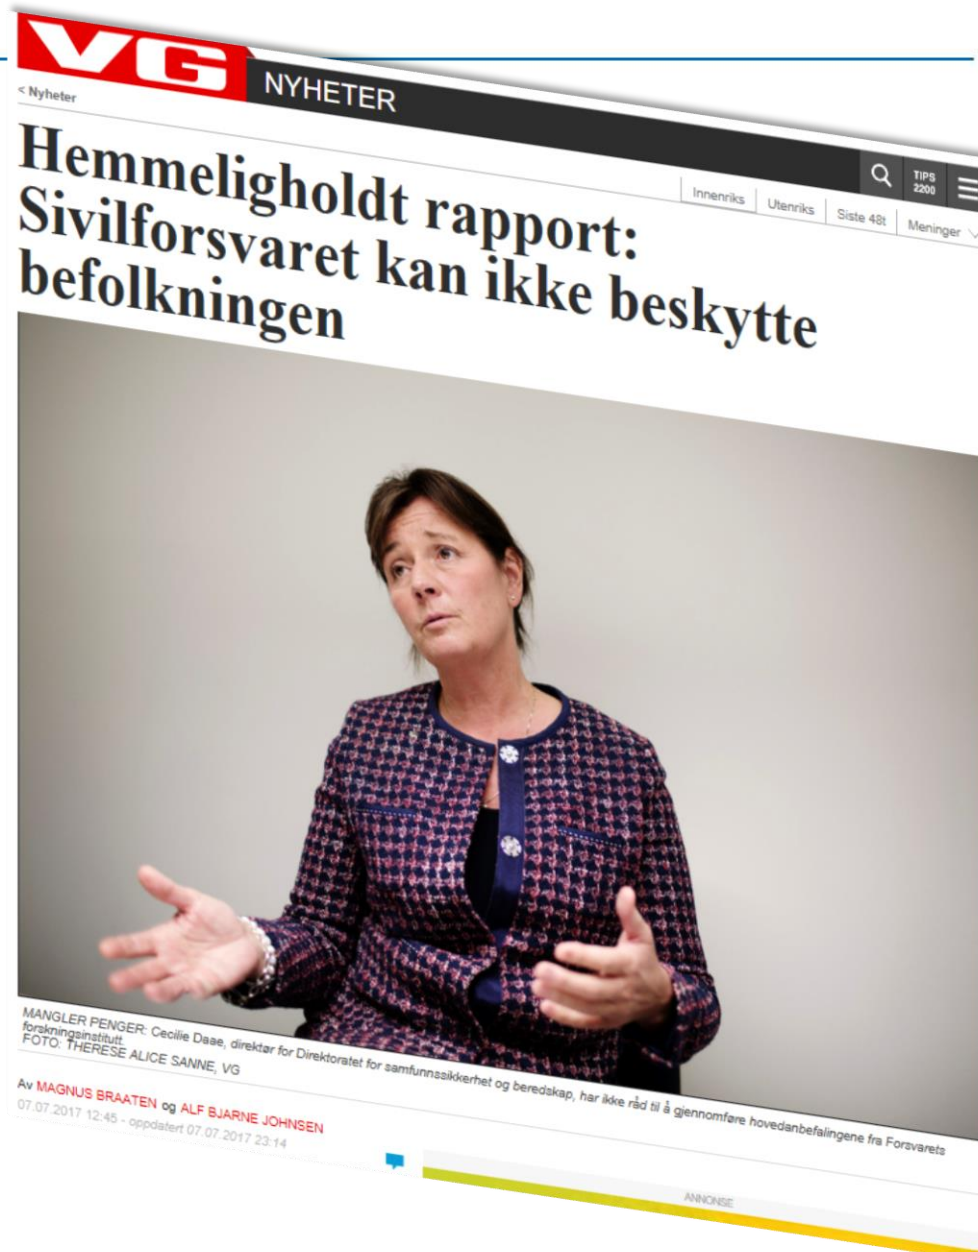 VG
NYHETER
< Nyheter
TIPS
2200
Innenriks
Utenriks
Siste 48t
Meninger
Hemmeligholdt rapport:
Sivilforsvaret kan ikke beskytte
befolkningen
MANGLER PENGER: Cecilie Daae, direktør for Direktoratet for samfunnssikkerhet og beredskap, har ikke råd til å gjennomføre hovedanbefalingene fra Forsvarets
forskningsinstitutt.
FOTO: THERESE ALICE SANNE, VG
Av MAGNUS BRAATEN og ALF BJARNE JOHNSEN
07.07.2017 12:45 - oppdatert 07.07.2017 23:14
ANNONSE